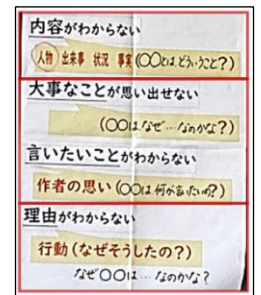 内容がわからない
人物 出来事 状況 事実(〇〇とは、どういうこと?)
大事なことが思い出せない
(〇〇はなぜ…なのかな?)
言いたいことがわからない
作者の思い(〇〇は何が言いたいの?)
理由がわからない
行動(なぜそうしたの?)
なぜ〇〇は…なのかな?